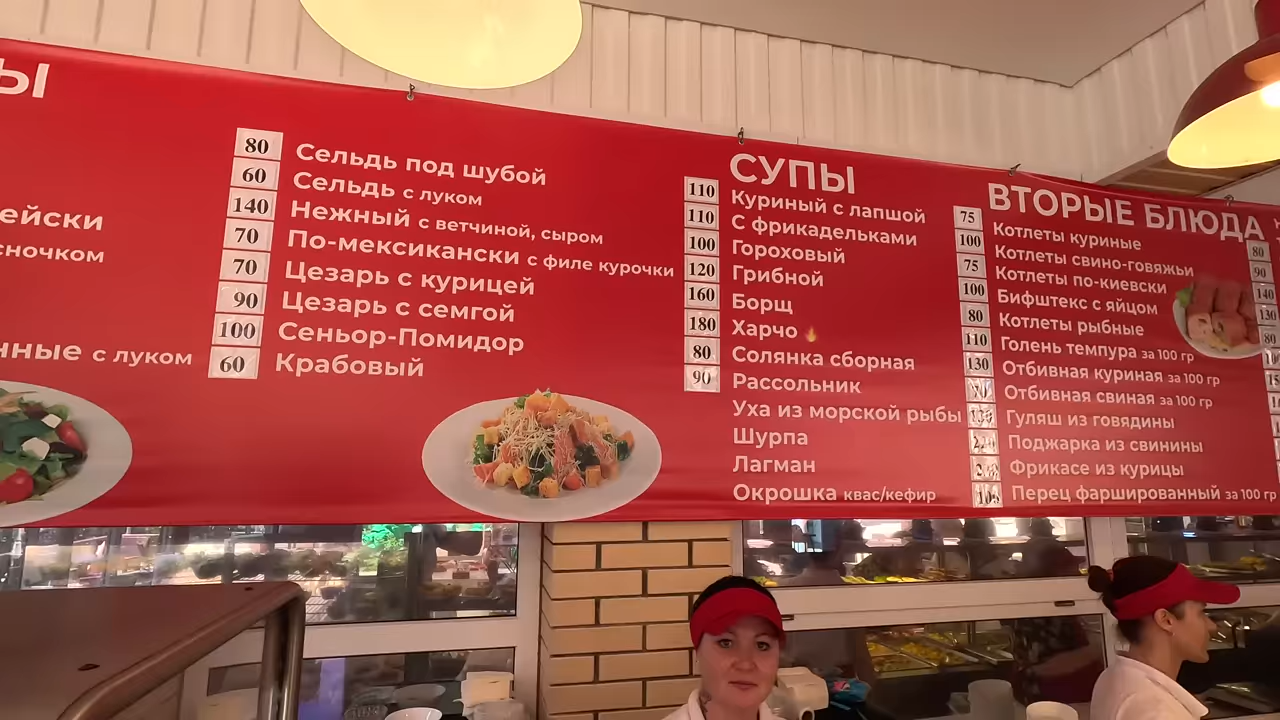 Ы
ейски
сночком
нные с луком
80 Сельдь под шубой
60 Сельдь с луком
140 Нежный с ветчиной, сыром
70 По-мексикански с филе курочки
70 Цезарь с курицей
90 Цезарь с семгой
100 Сеньор-Помидор
60 Крабовый
СУПЫ
110 Куриный с лапшой
110 С фрикадельками
100 Гороховый
120 Грибной
160 Борщ
180 Харчо
80 Солянка сборная
90 Рассольник
Уха из морской рыбы
Шурпа
Лагман
Окрошка квас/кефир
ВТОРЫЕ БЛЮДА
75 Котлеты куриные
100 Котлеты свино-говяжьи
75 Котлеты по-киевски
100 Бифштекс с яйцом
80 Котлеты рыбные
110 Голень темпура за 100 гр
130 Отбивная куриная за 100 гр
Отбивная свиная за 100 гр
Гуляш из говядины
Поджарка из свинины
Фрикасе из курицы
Перец фаршированный за 100 гр
80
90
140
130
80